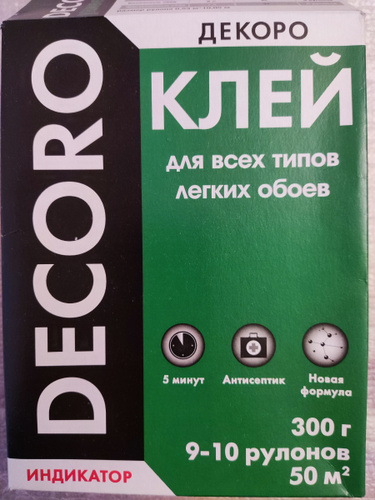 DECORO
ДЕКОРО
DECORO
КЛЕЙ
для всех типов
легких обоев
5 минут
Антисептик
Новая
формула
300 г
9-10 рулонов
50 м²
ИНДИКАТОР